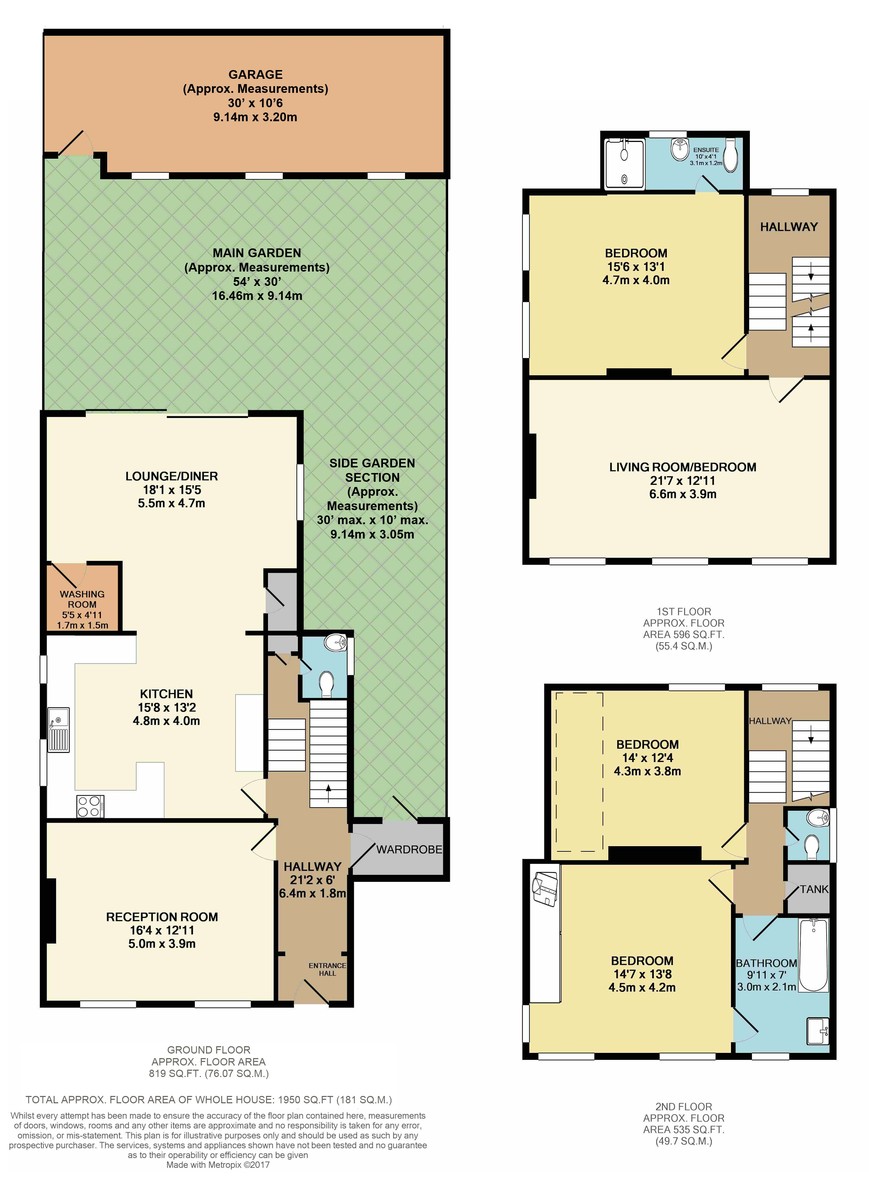 GARAGE
(Approx. Measurements)
30' x 10'6
9.14m x 3.20m
MAIN GARDEN
(Approx. Measurements)
54' x 30'
16.46m x 9.14m
LOUNGE/DINER
18'1 x 15'5
5.5m x 4.7m
SIDE GARDEN
SECTION
(Approx.
Measurements)
30' max. x 10' max.
9.14m x 3.05m
WASHING
ROOM
5'5 x 4'11
1.7m x 1.5m
KITCHEN
15'8 x 13'2
4.8m x 4.0m
WARDROBE
HALLWAY
21'2 x 6'
6.4m x 1.8m
RECEPTION ROOM
16'4 x 12'11
5.0m x 3.9m
ENTRANCE
HALL
GROUND FLOOR
APPROX. FLOOR AREA
819 SQ.FT. (76.07 SQ.M.)
ENSUITE
10' x 4'1
3.1m x 1.2m
HALLWAY
BEDROOM
15'6 x 13'1
4.7m x 4.0m
LIVING ROOM/BEDROOM
21'7 x 12'11
6.6m x 3.9m
1ST FLOOR
APPROX. FLOOR
AREA 596 SQ.FT.
(55.4 SQ.M.)
HALLWAY
BEDROOM
14' x 12'4
4.3m x 3.8m
TANK
BEDROOM
14'7 x 13'8
4.5m x 4.2m
BATHROOM
9'11 x 7'
3.0m x 2.1m
2ND FLOOR
APPROX. FLOOR
AREA 535 SQ.FT.
(49.7 SQ.M.)
TOTAL APPROX. FLOOR AREA OF WHOLE HOUSE: 1950 SQ.FT (181 SQ.M.)
Whilst every attempt has been made to ensure the accuracy of the floor plan contained here, measurements
of doors, windows, rooms and any other items are approximate and no responsibility is taken for any error,
omission, or mis-statement. This plan is for illustrative purposes only and should be used as such by any
prospective purchaser. The services, systems and appliances shown have not been tested and no guarantee
as to their operability or efficiency can be given
Made with Metropix ©2017